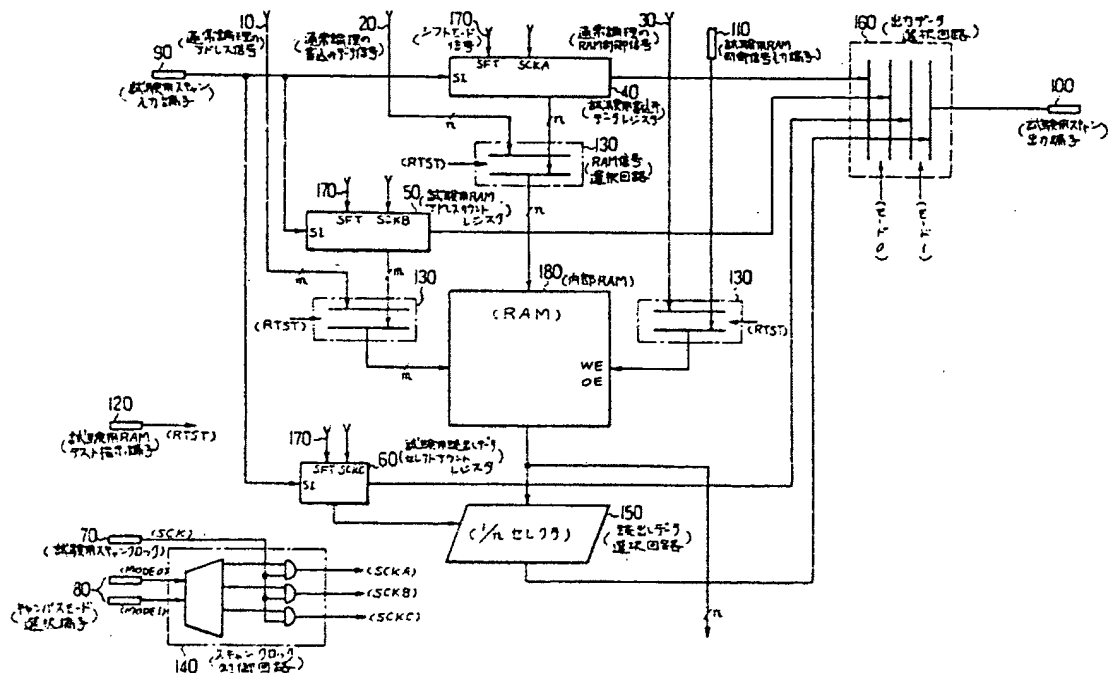 10
(通常論理の
アドレス信号)
20
(通常論理の
書込のデータ信号)
170
(シフトモード
信号)
SFT SCKA
SI
(通常論理の
RAM制御信号)
30
110
(試験用RAM
制御信号入力端子)
160
(出力データ
選択回路)
90
(試験用スキャン
入力端子)
40
(試験用書込み
データレジスタ)
100
(試験用スキャン
出力端子)
n
n
130
(RAM信号
選択回路)
(RTST)
n
170
50
(試験用RAM
アドレスカウント
レジスタ)
SFT SCKB
SI
(モード0)
(モード1)
m
m
130
(RTST)
m
180(内部RAM)
(RAM)
WE
OE
130
(RTST)
120
(試験用RAM
テスト指示端子)
(RTST)
170
60
(試験用読出しデータ
セレクトカウント
レジスタ)
SFT SCKC
SI
150
(読出しデータ
選択回路)
(1/n セレクタ)
n
70
(試験用スキャンクロック)
(SCK)
80
(MODE0)
(MODE1)
選択端子)
(SCKA)
(SCKB)
(SCKC)
140
(スキャンクロック
制御回路)